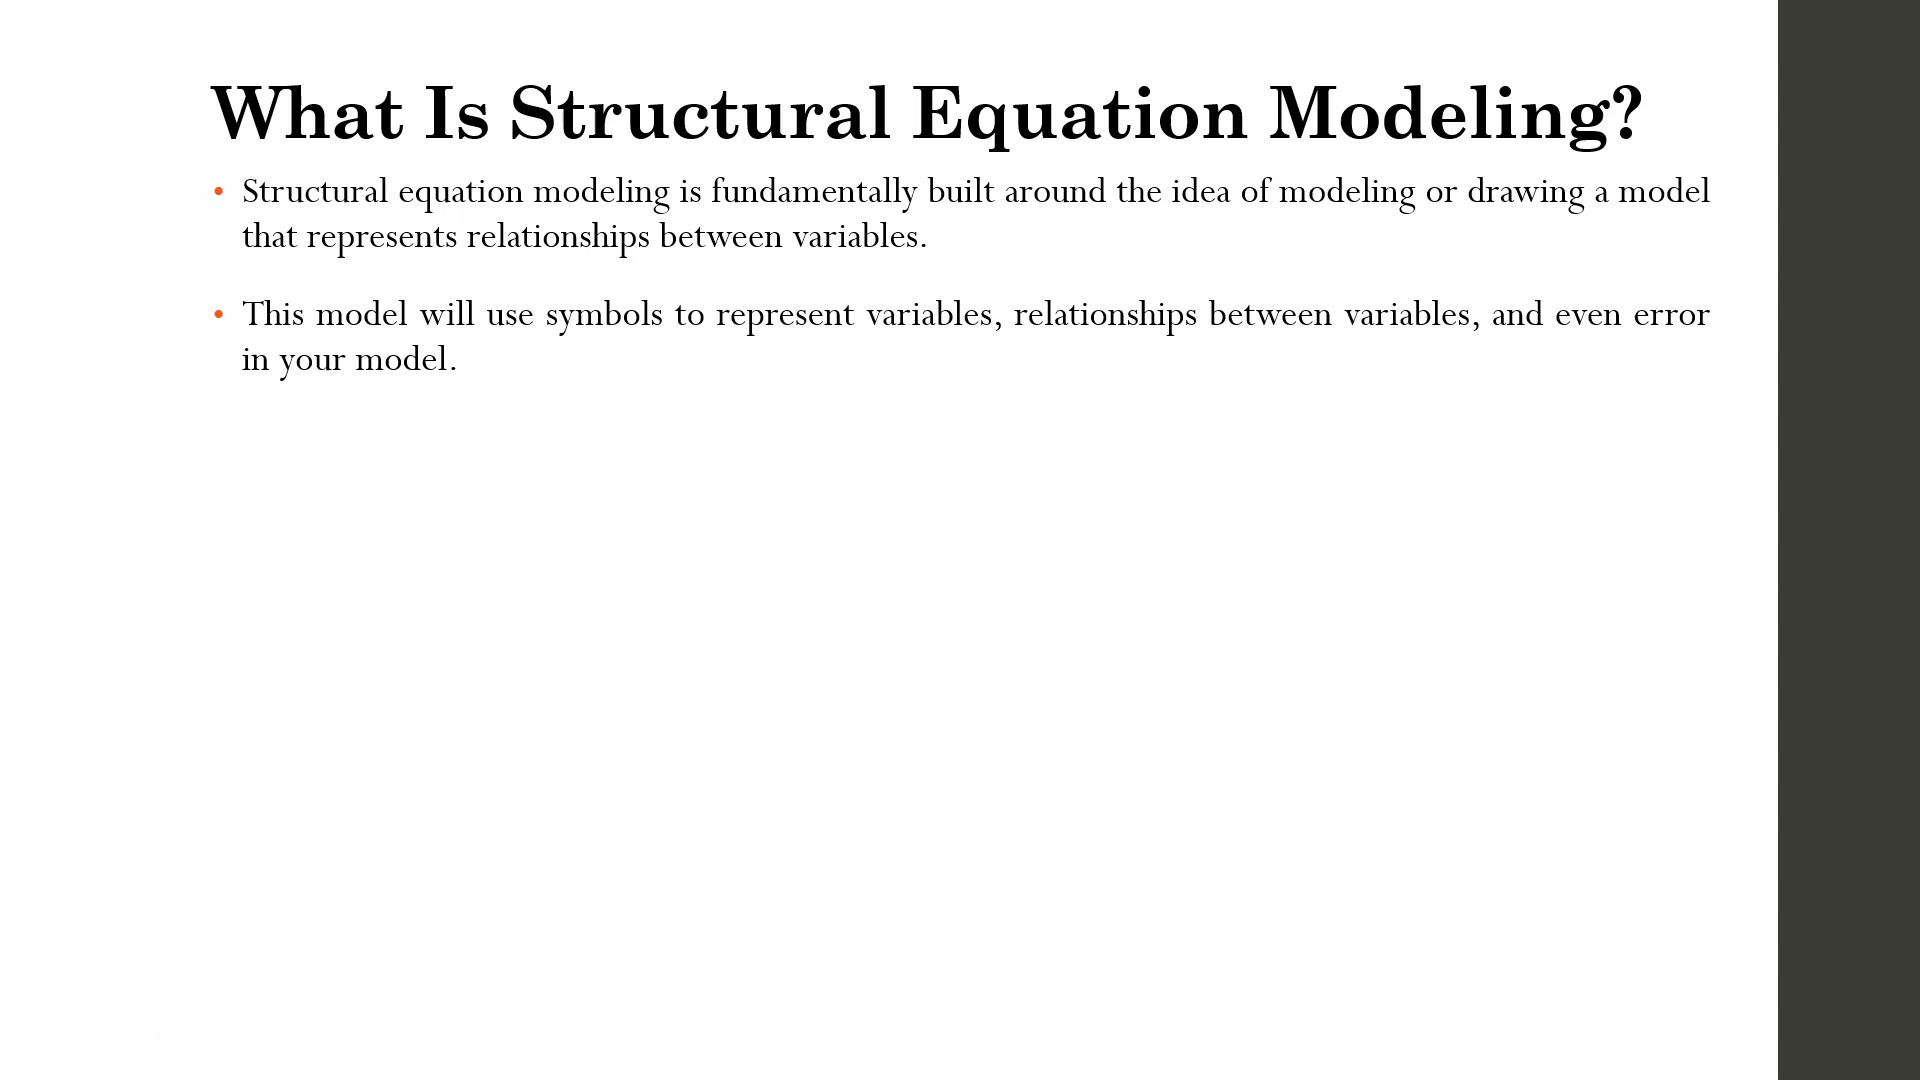 What Is Structural Equation Modeling?
• Structural equation modeling is fundamentally built around the idea of modeling or drawing a model
that represents relationships between variables.
• This model will use symbols to represent variables, relationships between variables, and even error
in your model.